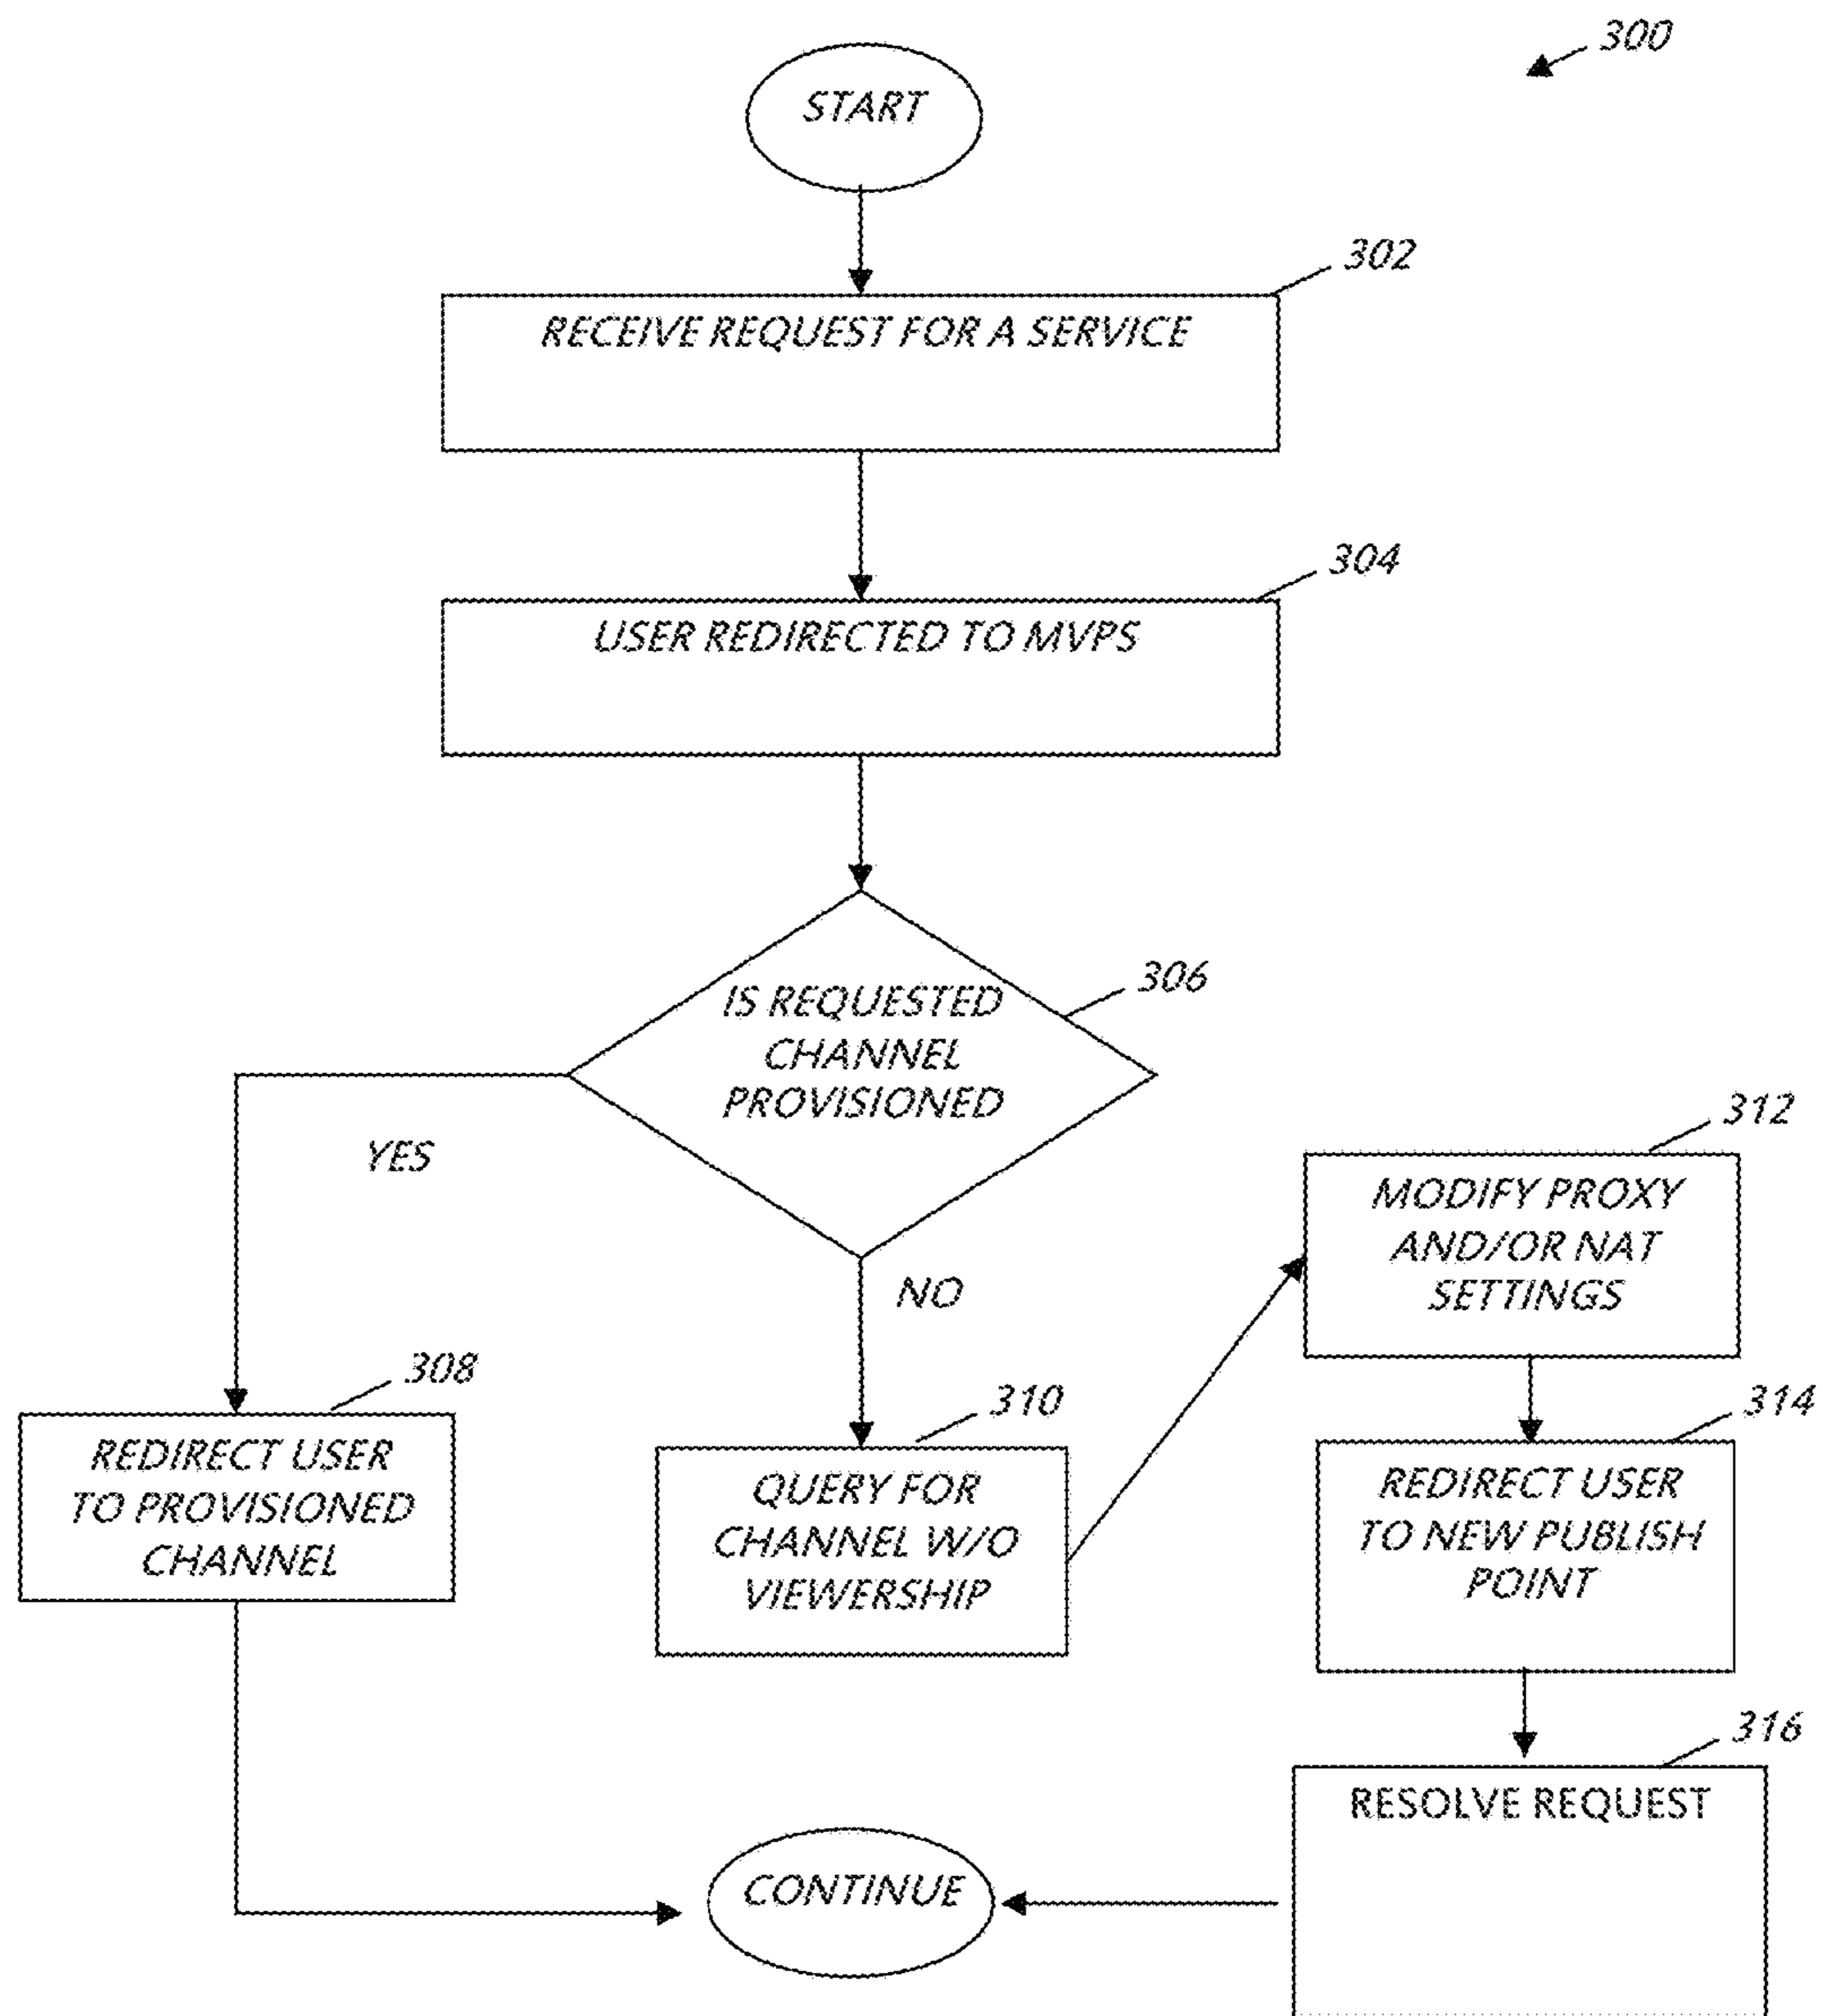 300
START
302
RECEIVE REQUEST FOR A SERVICE
304
USER REDIRECTED TO MVPS
306
IS REQUESTED
CHANNEL
PROVISIONED
YES
NO
308
REDIRECT USER
TO PROVISIONED
CHANNEL
310
QUERY FOR
CHANNEL W/O
VIEWERSHIP
312
MODIFY PROXY
AND/OR NAT
SETTINGS
314
REDIRECT USER
TO NEW PUBLISH
POINT
316
RESOLVE REQUEST
CONTINUE